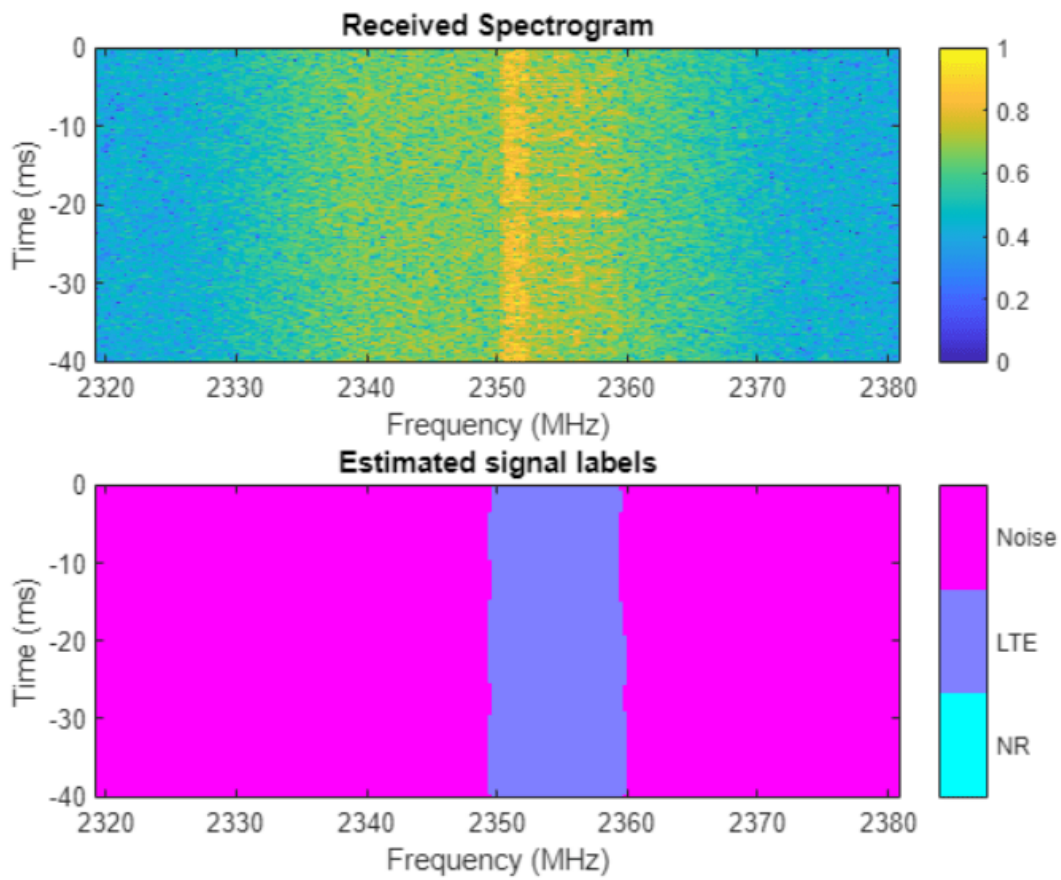 Received Spectrogram
0
-10
-20
-30
-40
Time (ms)
2320 2330 2340 2350 2360 2370 2380
Frequency (MHz)
1
0.8
0.6
0.4
0.2
0
Estimated signal labels
0
-10
-20
-30
-40
Time (ms)
2320 2330 2340 2350 2360 2370 2380
Frequency (MHz)
Noise
LTE
NR